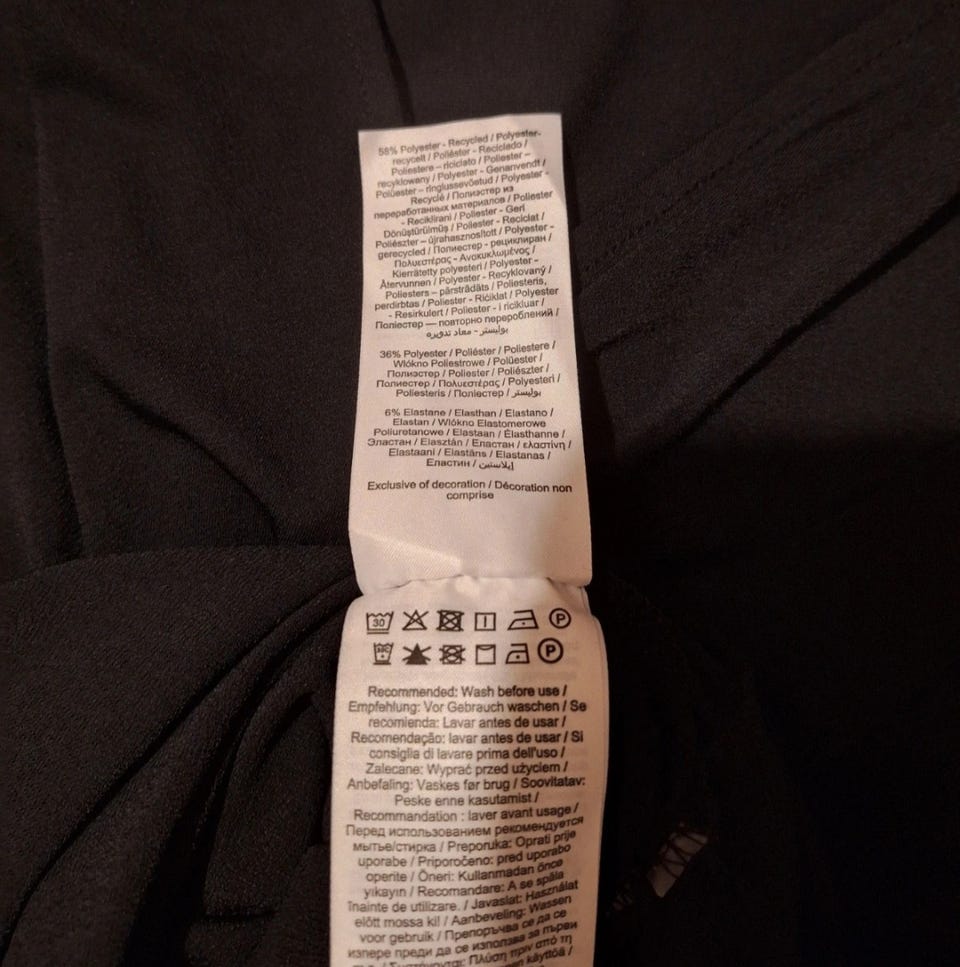 58% Polyester - Recycled / Polyester-
recycelt / Poliéster - Reciclado /
Poliestere – riciclato / Poliester –
recyklowany / Polyester - Genanvendt /
Polüester – ringlussevõetud / Polyester -
Recyclé / Полиэстер из
переработанных материалов / Poliester
- Reciklirani / Poliester - Geri
Dönüştürülmüş / Poliester - Reciclat /
Poliészter – újrahasznosított / Polyester -
gerecycled / Полиестер - рециклиран /
Πολυεστέρας - Ανακυκλωμένος /
Kierrätetty polyesteri / Polyester -
Återvunnen / Polyester - Recyklovaný /
Poliesters – pārstrādāts / Poliesteris,
perdirbtas / Poliester - Ričiklat / Polyester
- Resirkulert / Poliester - i ricikluar /
Поліестер — повторно перероблений /
بوليستر - معاد تدويره
36% Polyester / Poliéster / Poliestere /
Włókno Poliestrowe / Polüester /
Полиэстер / Poliester / Poliészter /
Полиестер / Πολυεστέρας / Polyesteri /
Poliesteris / Поліестер / بوليستر
6% Elastane / Elasthan / Elastano /
Elastan / Włókno Elastomerowe
Poliuretanowe / Elastaan / Élasthanne /
Эластан / Elasztán / Еластан / ελαστίνη /
Elastaani / Elastāns / Elastanas /
Еластин / إيلاستين
Exclusive of decoration / Décoration non
comprise
30 P
P
Recommended: Wash before use /
Empfehlung: Vor Gebrauch waschen / Se
recomienda: Lavar antes de usar /
Recomendação: lavar antes de usar / Si
consiglia di lavare prima dell'uso /
Zalecane: Wyprać przed użyciem /
Anbefaling: Vaskes før brug / Soovitatav:
Peske enne kasutamist /
Recommandation : laver avant usage /
Перед использованием рекомендуется
мытье/стирка / Preporuka: Oprati prije
uporabe / Priporočeno: pred uporabo
operite / Öneri: Kullanmadan önce
yıkayın / Recomandare: A se spăla
înainte de utilizare. / Javaslat: Használat
előtt mossa ki! / Aanbeveling: Wassen
voor gebruik / Препоръчва се да се
изпере преди да се използва за първи
Πλύση πριν από τη
käyttöä /